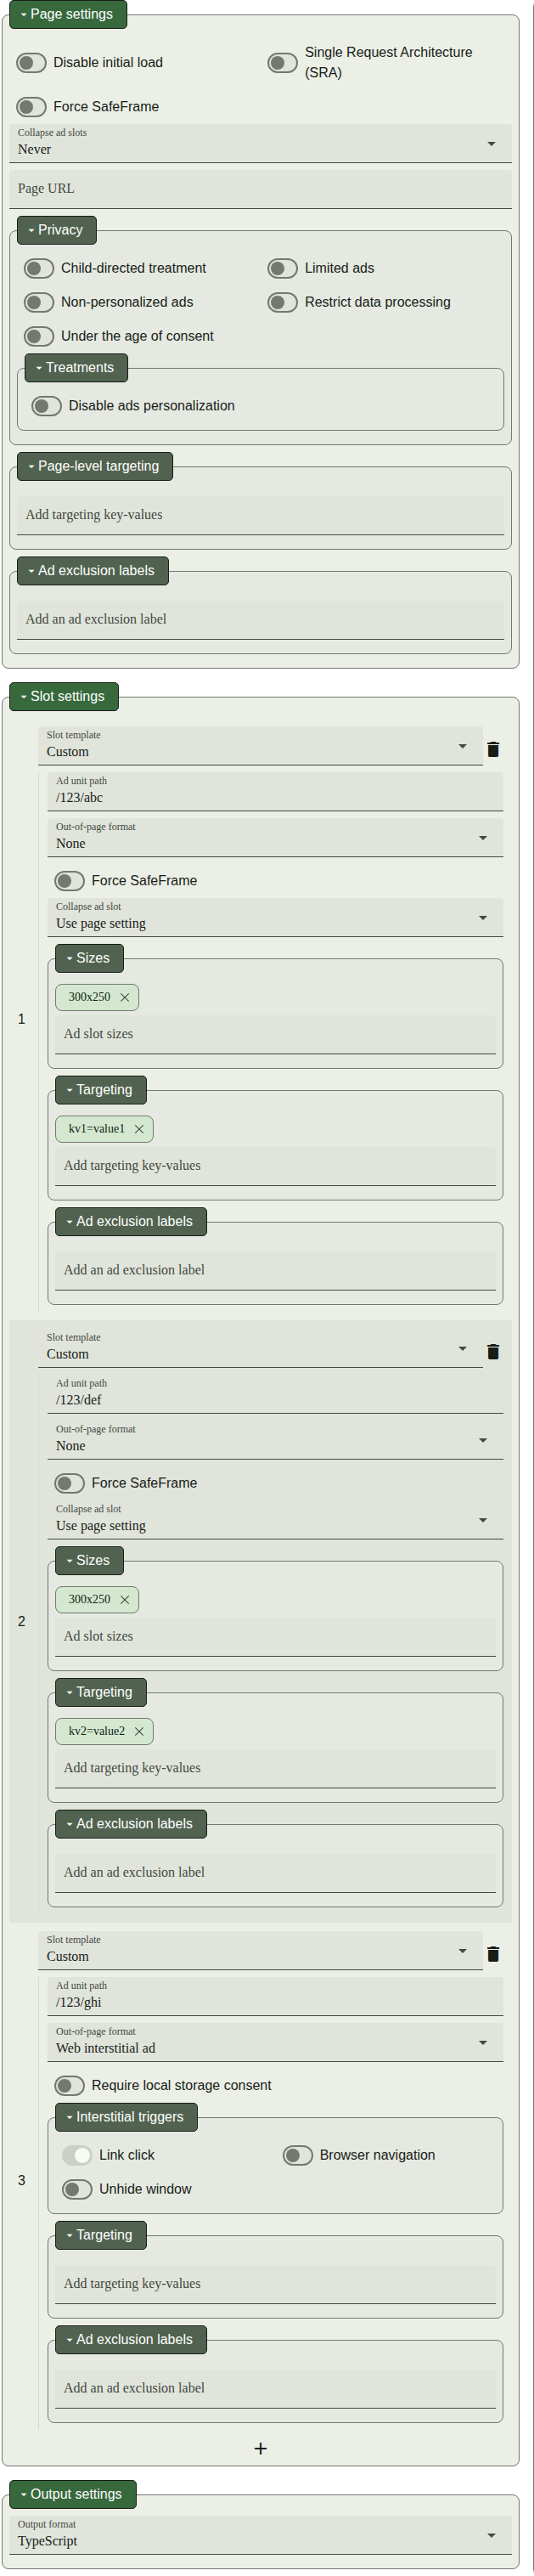 Page settings
Disable initial load
Single Request Architecture
(SRA)
Force SafeFrame
Collapse ad slots
Never
Page URL
Privacy
Child-directed treatment
Limited ads
Non-personalized ads
Restrict data processing
Under the age of consent
Treatments
Disable ads personalization
Page-level targeting
Add targeting key-values
Ad exclusion labels
Add an ad exclusion label
Slot settings
1
Slot template
Custom
Ad unit path
/123/abc
Out-of-page format
None
Force SafeFrame
Collapse ad slot
Use page setting
Sizes
300x250
Ad slot sizes
Targeting
kv1=value1
Add targeting key-values
Ad exclusion labels
Add an ad exclusion label
2
Slot template
Custom
Ad unit path
/123/def
Out-of-page format
None
Force SafeFrame
Collapse ad slot
Use page setting
Sizes
300x250
Ad slot sizes
Targeting
kv2=value2
Add targeting key-values
Ad exclusion labels
Add an ad exclusion label
3
Slot template
Custom
Ad unit path
/123/ghi
Out-of-page format
Web interstitial ad
Require local storage consent
Interstitial triggers
Link click
Browser navigation
Unhide window
Targeting
Add targeting key-values
Ad exclusion labels
Add an ad exclusion label
+
Output settings
Output format
TypeScript